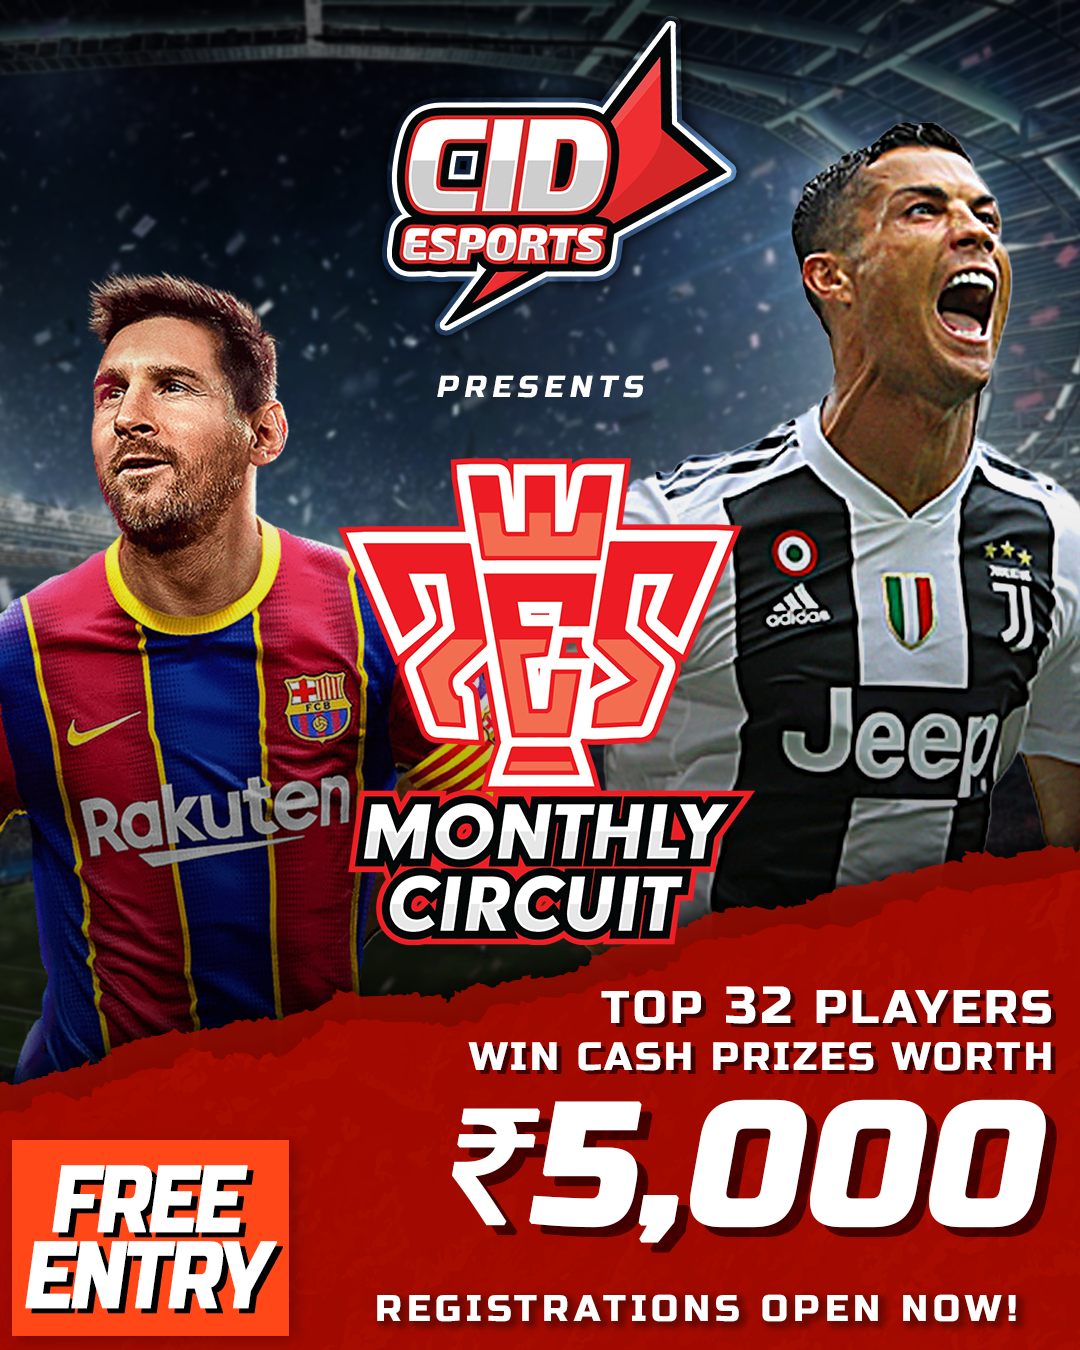 CID
ESPORTS
PRESENTS
PES
MONTHLY
CIRCUIT
FCB
Rakuten
adidas
JJ
Jeep
TOP 32 PLAYERS
WIN CASH PRIZES WORTH
₹5,000
FREE
ENTRY
REGISTRATIONS OPEN NOW!